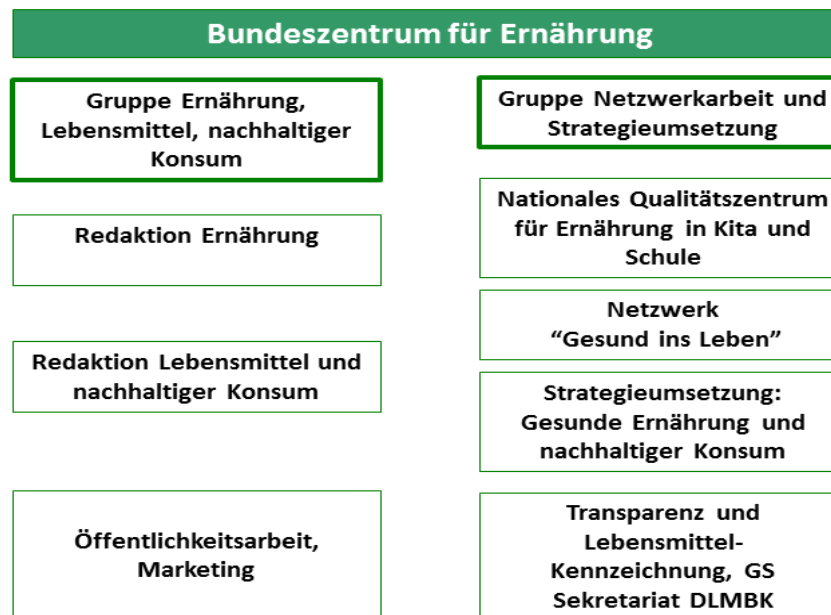 Bundeszentrum für Ernährung
Gruppe Ernährung,
Lebensmittel, nachhaltiger
Konsum
Redaktion Ernährung
Redaktion Lebensmittel und
nachhaltiger Konsum
Öffentlichkeitsarbeit,
Marketing
Gruppe Netzwerkarbeit und
Strategieumsetzung
Nationales Qualitätszentrum
für Ernährung in Kita und
Schule
Netzwerk
“Gesund ins Leben”
Strategieumsetzung:
Gesunde Ernährung und
nachhaltiger Konsum
Transparenz und
Lebensmittel-
Kennzeichnung, GS
Sekretariat DLMBK